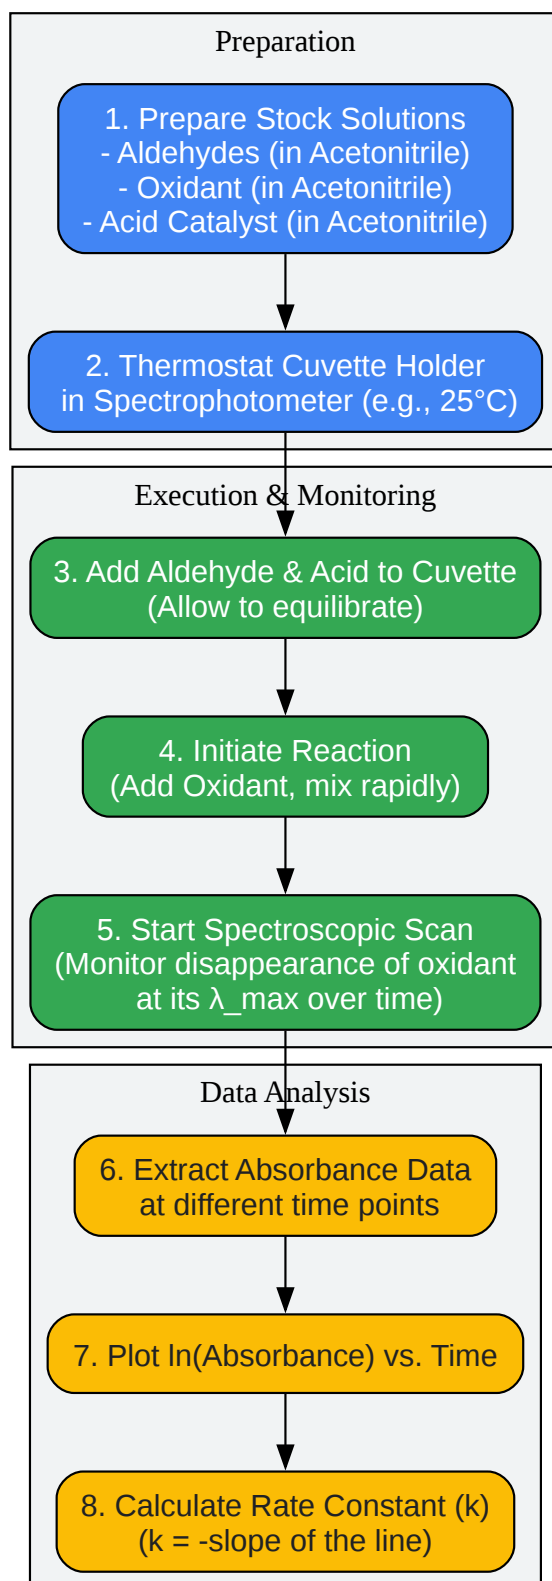 Preparation
1. Prepare Stock Solutions
- Aldehydes (in Acetonitrile)
- Oxidant (in Acetonitrile)
- Acid Catalyst (in Acetonitrile)
2. Thermostat Cuvette Holder
in Spectrophotometer (e.g., 25°C)
Execution & Monitoring
3. Add Aldehyde & Acid to Cuvette
(Allow to equilibrate)
4. Initiate Reaction
(Add Oxidant, mix rapidly)
5. Start Spectroscopic Scan
(Monitor disappearance of oxidant
at its λ_max over time)
Data Analysis
6. Extract Absorbance Data
at different time points
7. Plot ln(Absorbance) vs. Time
8. Calculate Rate Constant (k)
(k = -slope of the line)